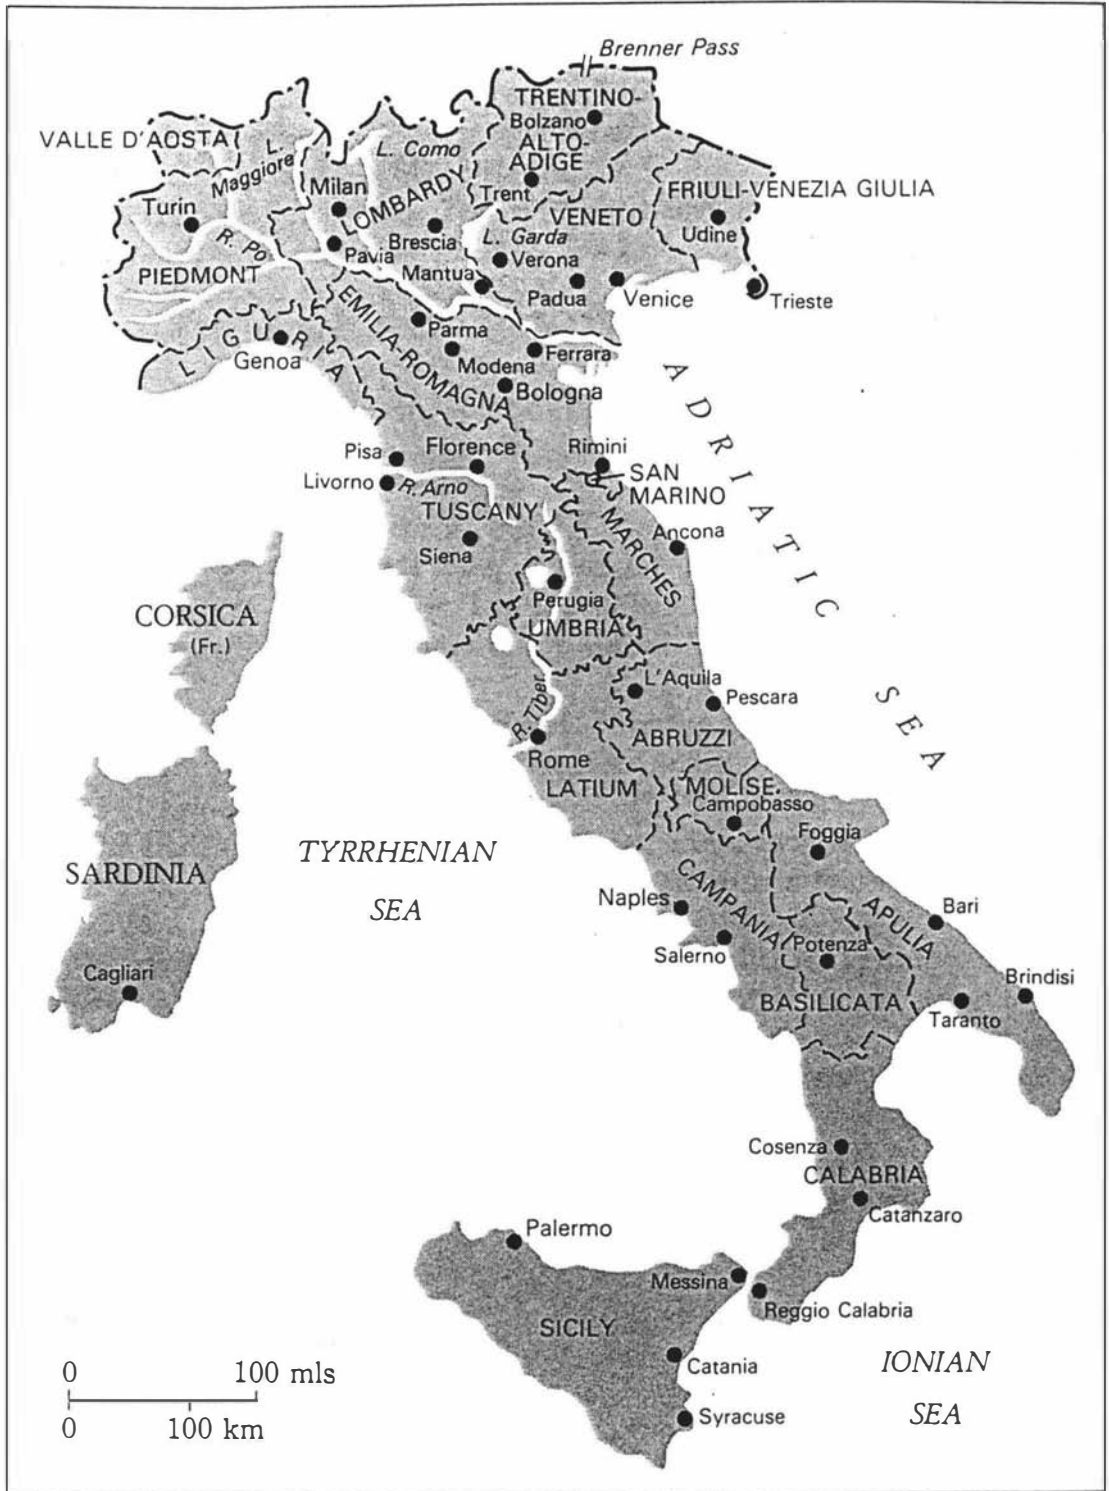 Brenner Pass
TRENTINO-
Bolzano
ALTO-
ADIGE
Trent
VALLE D'AOSTA
L.
Maggiore
L. Como
Milan
LOMBARDY
Turin
R. Po
Pavia
Brescia
Mantua
L. Garda
Verona
VENETO
FRIULI-VENEZIA GIULIA
Udine
Padua
Venice
Trieste
PIEDMONT
LIGURIA
Genoa
EMILIA-ROMAGNA
Parma
Modena
Ferrara
Bologna
ADRIATIC SEA
Pisa
Florence
Rimini
Livorno
R. Arno
SAN
MARINO
TUSCANY
MARCHES
Ancona
Siena
Perugia
UMBRIA
CORSICA
(Fr.)
L'Aquila
Pescara
R. Tiber
ABRUZZI
Rome
LATIUM
MOLISE
Campobasso
Foggia
TYRRHENIAN
SEA
SARDINIA
Cagliari
CAMPANIA
Naples
Salerno
APULIA
Bari
Potenza
BASILICATA
Brindisi
Taranto
Cosenza
CALABRIA
Catanzaro
Palermo
Messina
Reggio Calabria
SICILY
Catania
Syracuse
IONIAN
SEA
0 100 mls
0 100 km